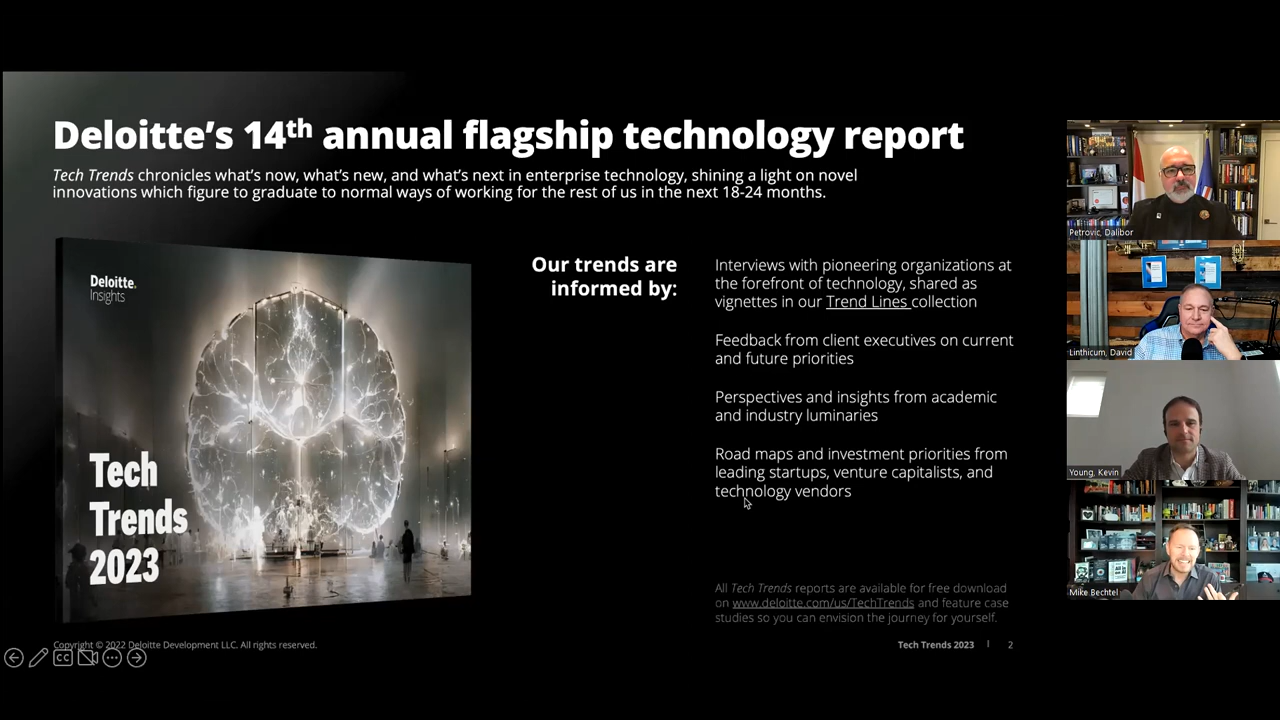 Deloitte's 14th annual flagship technology report
Tech Trends chronicles what's now, what's new, and what's next in enterprise technology, shining a light on novel
innovations which figure to graduate to normal ways of working for the rest of us in the next 18-24 months.
Deloitte.
Insights
Tech
Trends
2023
Our trends are
informed by:
Interviews with pioneering organizations at
the forefront of technology, shared as
vignettes in our Trend Lines collection
Feedback from client executives on current
and future priorities
Perspectives and insights from academic
and industry luminaries
Road maps and investment priorities from
leading startups, venture capitalists, and
technology vendors
All Tech Trends reports are available for free download
on www.deloitte.com/us/TechTrends and feature case
studies so you can envision the journey for yourself.
Copyright © 2022 Deloitte Development LLC. All rights reserved.
Tech Trends 2023 | 2
CC
Petrovic, Dalibor
Linthicum, David
Young, Kevin
Mike Bechtel